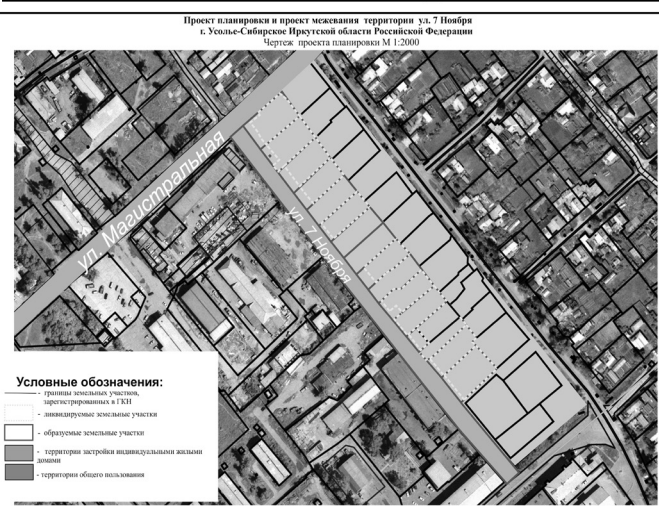 Проект планировки и проект межевания территории ул. 7 Ноября
г. Усолье-Сибирское Иркутской области Российской Федерации
Чертеж проекта планировки М 1:2000
ул. Магистральная
ул. 7 Ноября
Условные обозначения:
- границы земельных участков,
зарегистрированных в ГКН
- ликвидируемые земельные участки
- образуемые земельные участки
- территории застройки индивидуальными жилыми
домами
- территории общего пользования